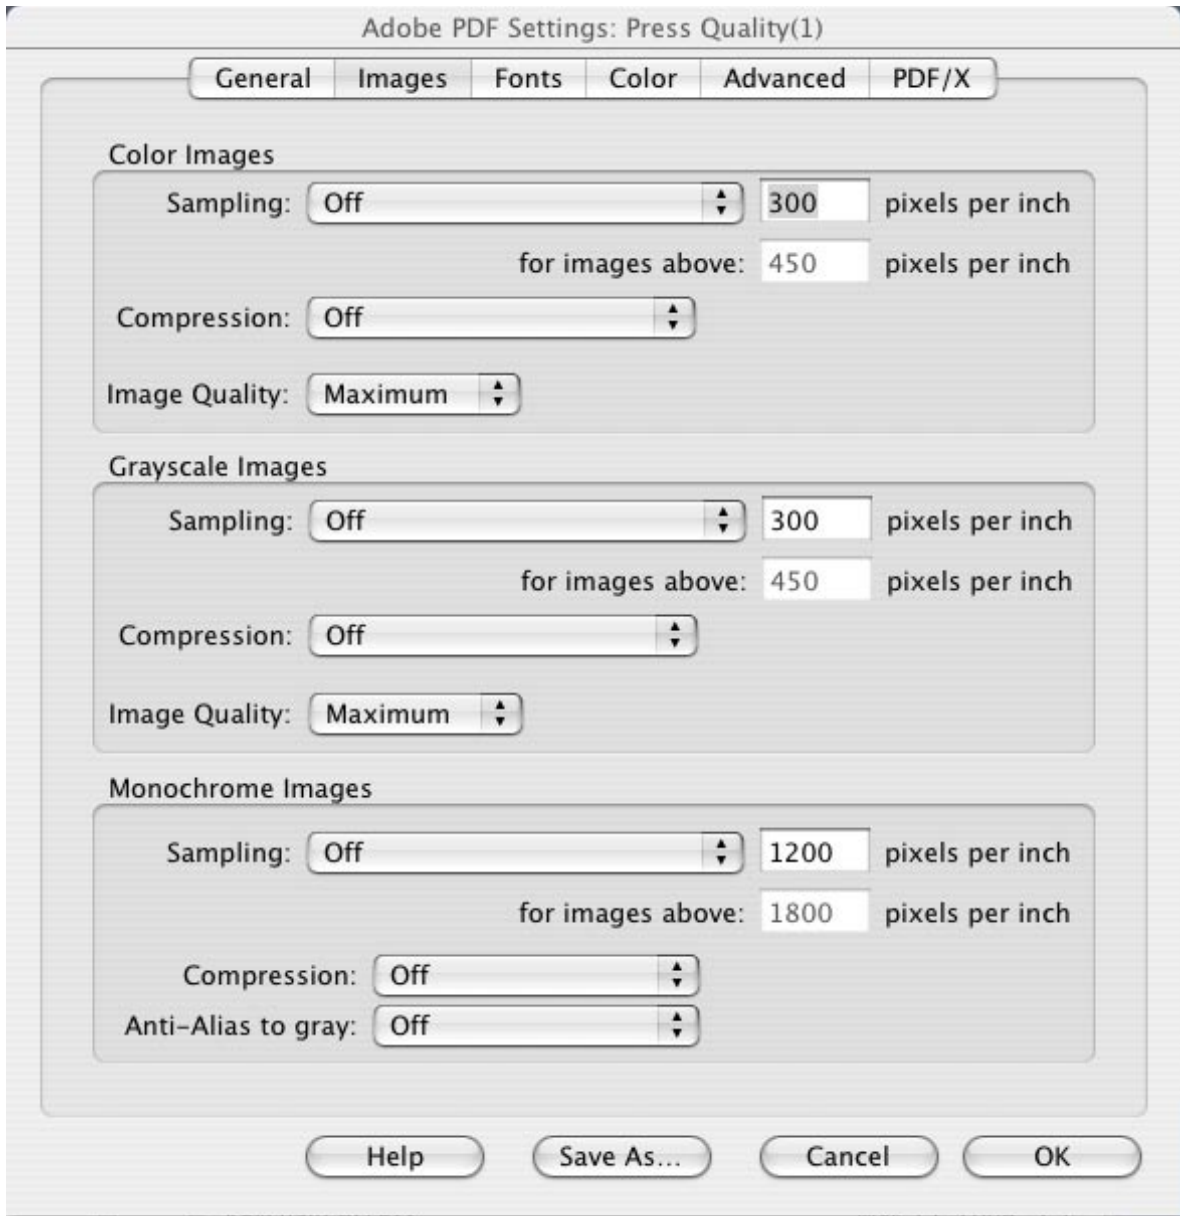 Adobe PDF Settings: Press Quality(1)
General Images Fonts Color Advanced PDF/X
Color Images
Sampling: Off 300 pixels per inch
for images above: 450 pixels per inch
Compression: Off
Image Quality: Maximum
Grayscale Images
Sampling: Off 300 pixels per inch
for images above: 450 pixels per inch
Compression: Off
Image Quality: Maximum
Monochrome Images
Sampling: Off 1200 pixels per inch
for images above: 1800 pixels per inch
Compression: Off
Anti-Alias to gray: Off
Help Save As... Cancel OK